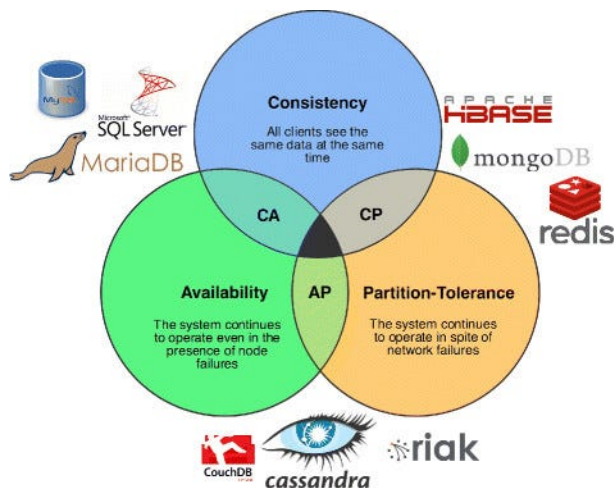 MySQL
Microsoft
SQL Server
MariaDB
Consistency
All clients see the
same data at the same
time
APACHE
HBASE
mongoDB
redis
CA
CP
Availability
The system continues
to operate even in the
presence of node
failures
AP
Partition-Tolerance
The system continues
to operate in spite of
network failures
CouchDB
cassandra
riak